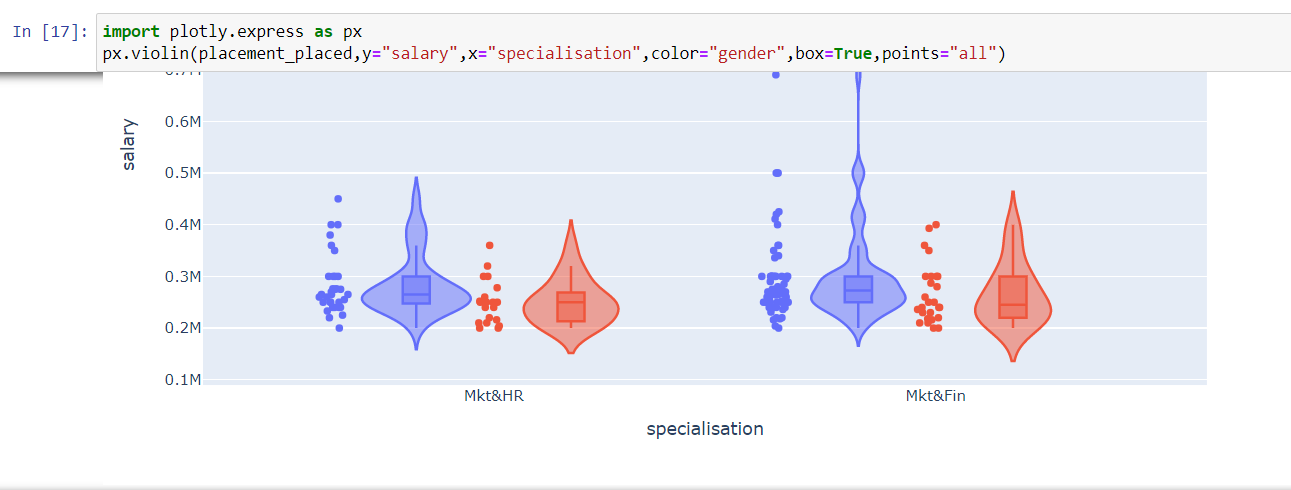 In [17]: import plotly.express as px
px.violin(placement_placed,y="salary",x="specialisation",color="gender",box=True,points="all")
0.6M
salary
0.5M
0.4M
0.3M
0.2M
0.1M
Mkt&HR Mkt&Fin
specialisation